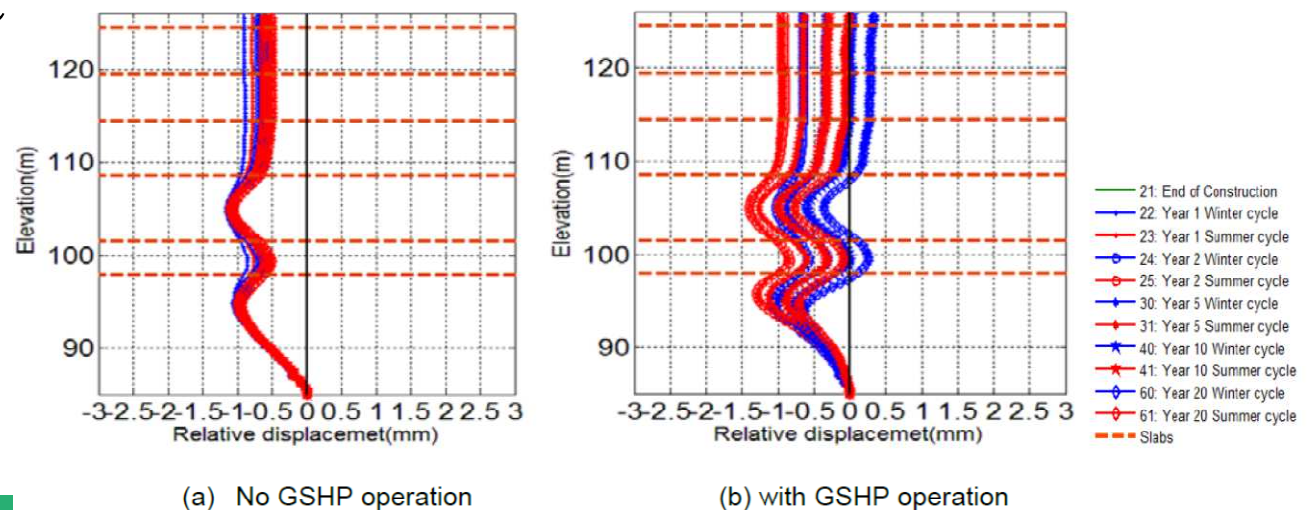 120
110
100
90
Elevation(m)
-3-2.5-2-1.5-1-0.5 0 0.5 1 1.5 2 2.5 3
Relative displacemet(mm)
(a) No GSHP operation
120
110
100
90
Elevation(m)
-3-2.5-2-1.5-1-0.5 0 0.5 1 1.5 2 2.5 3
Relative displacemet(mm)
(b) with GSHP operation
21: End of Construction
22: Year 1 Winter cycle
23: Year 1 Summer cycle
24: Year 2 Winter cycle
25: Year 2 Summer cycle
30: Year 5 Winter cycle
31: Year 5 Summer cycle
40: Year 10 Winter cycle
41: Year 10 Summer cycle
60: Year 20 Winter cycle
61: Year 20 Summer cycle
Slabs